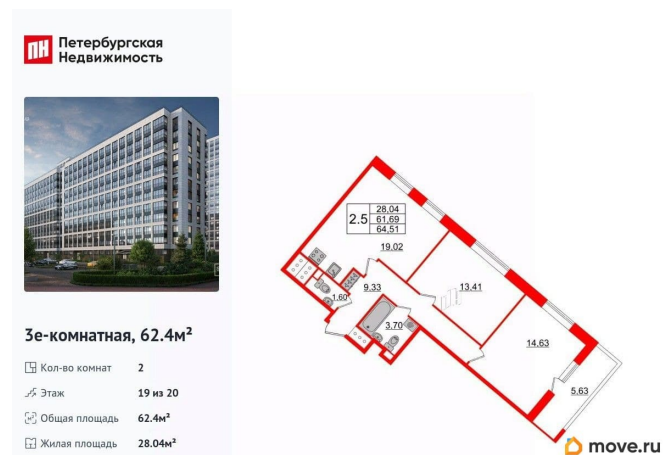 ПН Петербургская
Недвижимость
3е-комнатная, 62.4м²
Кол-во комнат 2
Этаж 19 из 20
Общая площадь 62.4м²
Жилая площадь 28.04м²
2.5
28.04
61.69
64.51
19.02
1.60
9.33
13.41
3.70
14.63
5.63
move.ru